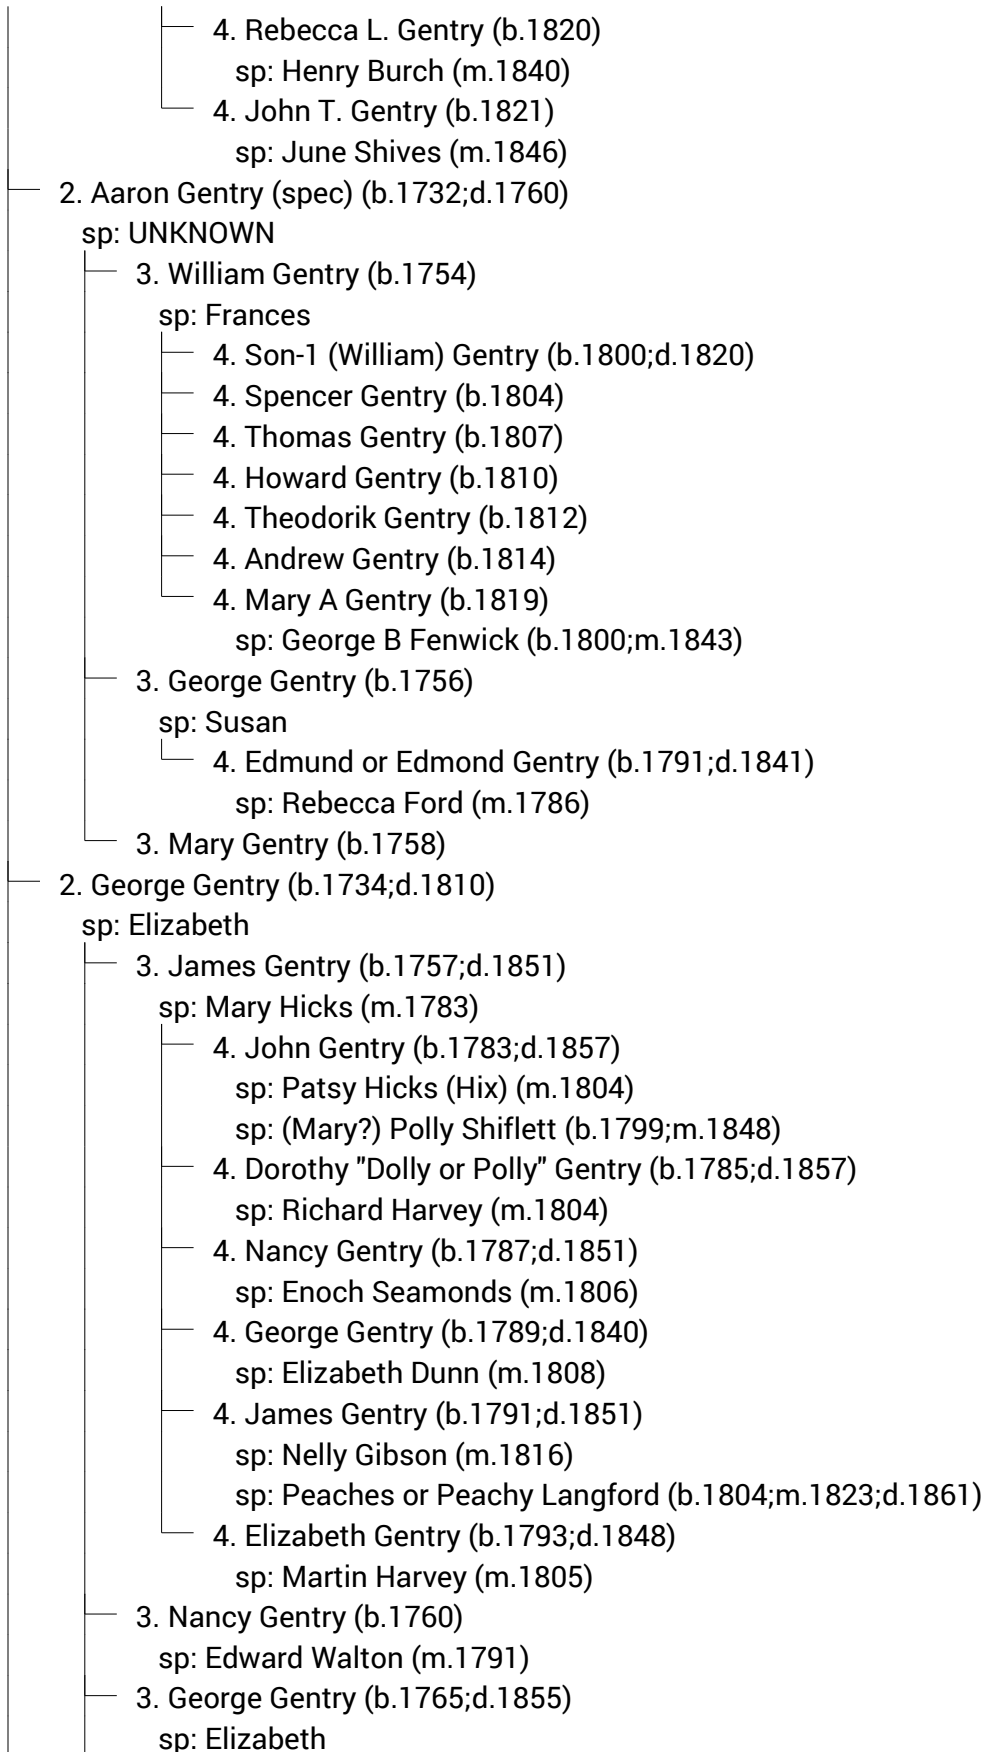 4. Rebecca L. Gentry (b.1820)
sp: Henry Burch (m.1840)
4. John T. Gentry (b.1821)
sp: June Shives (m.1846)
2. Aaron Gentry (spec) (b.1732;d.1760)
sp: UNKNOWN
3. William Gentry (b.1754)
sp: Frances
4. Son-1 (William) Gentry (b.1800;d.1820)
4. Spencer Gentry (b.1804)
4. Thomas Gentry (b.1807)
4. Howard Gentry (b.1810)
4. Theodorik Gentry (b.1812)
4. Andrew Gentry (b.1814)
4. Mary A Gentry (b.1819)
sp: George B Fenwick (b.1800;m.1843)
3. George Gentry (b.1756)
sp: Susan
4. Edmund or Edmond Gentry (b.1791;d.1841)
sp: Rebecca Ford (m.1786)
3. Mary Gentry (b.1758)
2. George Gentry (b.1734;d.1810)
sp: Elizabeth
3. James Gentry (b.1757;d.1851)
sp: Mary Hicks (m.1783)
4. John Gentry (b.1783;d.1857)
sp: Patsy Hicks (Hix) (m.1804)
sp: (Mary?) Polly Shiflett (b.1799;m.1848)
4. Dorothy "Dolly or Polly" Gentry (b.1785;d.1857)
sp: Richard Harvey (m.1804)
4. Nancy Gentry (b.1787;d.1851)
sp: Enoch Seamonds (m.1806)
4. George Gentry (b.1789;d.1840)
sp: Elizabeth Dunn (m.1808)
4. James Gentry (b.1791;d.1851)
sp: Nelly Gibson (m.1816)
sp: Peaches or Peachy Langford (b.1804;m.1823;d.1861)
4. Elizabeth Gentry (b.1793;d.1848)
sp: Martin Harvey (m.1805)
3. Nancy Gentry (b.1760)
sp: Edward Walton (m.1791)
3. George Gentry (b.1765;d.1855)
sp: Elizabeth